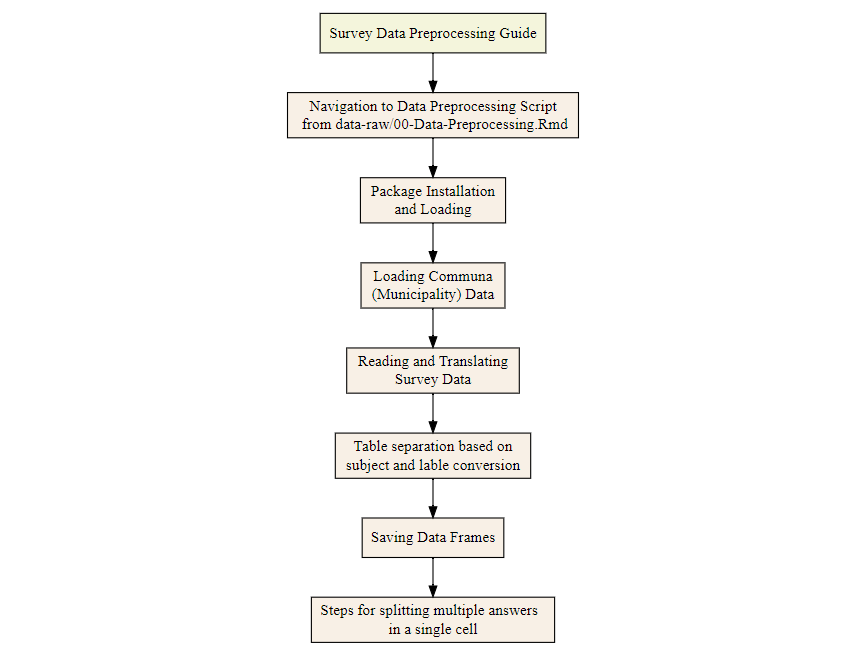 Survey Data Preprocessing Guide
Navigation to Data Preprocessing Script
from data-raw/00-Data-Preprocessing.Rmd
Package Installation
and Loading
Loading Communa
(Municipality) Data
Reading and Translating
Survey Data
Table separation based on
subject and lable conversion
Saving Data Frames
Steps for splitting multiple answers
in a single cell